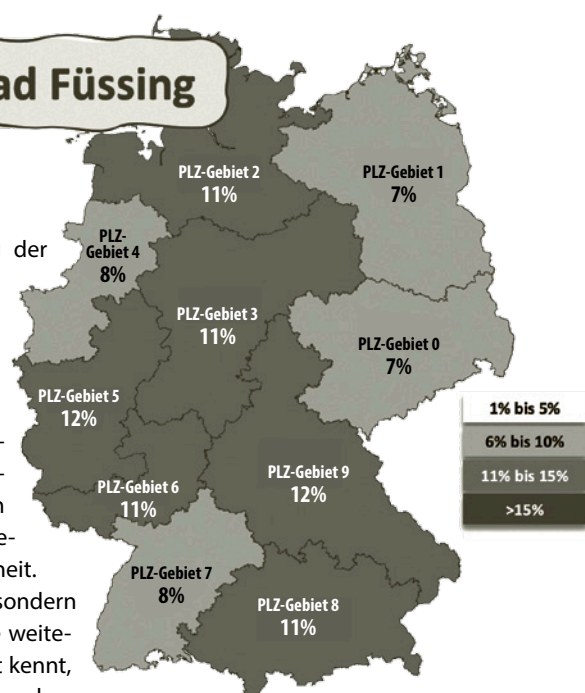 ad Füssing
der
heit.
sondern
weite-
kennt,
PLZ-Gebiet 2
11%
PLZ-Gebiet 1
7%
PLZ-
Gebiet 4
8%
PLZ-Gebiet 3
11%
PLZ-Gebiet 0
7%
PLZ-Gebiet 5
12%
PLZ-Gebiet 6
11%
PLZ-Gebiet 9
12%
PLZ-Gebiet 7
8%
PLZ-Gebiet 8
11%
1% bis 5%
6% bis 10%
11% bis 15%
>15%